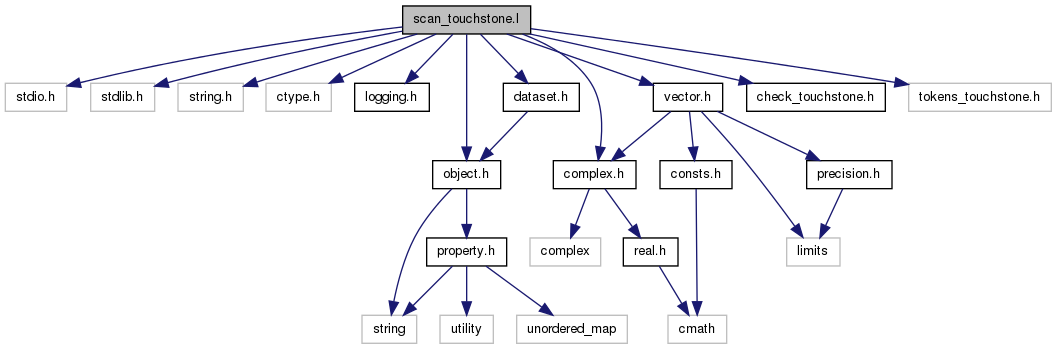 scan_touchstone.l
stdio.h
stdlib.h
string.h
ctype.h
logging.h
dataset.h
vector.h
check_touchstone.h
tokens_touchstone.h
object.h
complex.h
consts.h
precision.h
property.h
complex
real.h
limits
string
utility
unordered_map
cmath